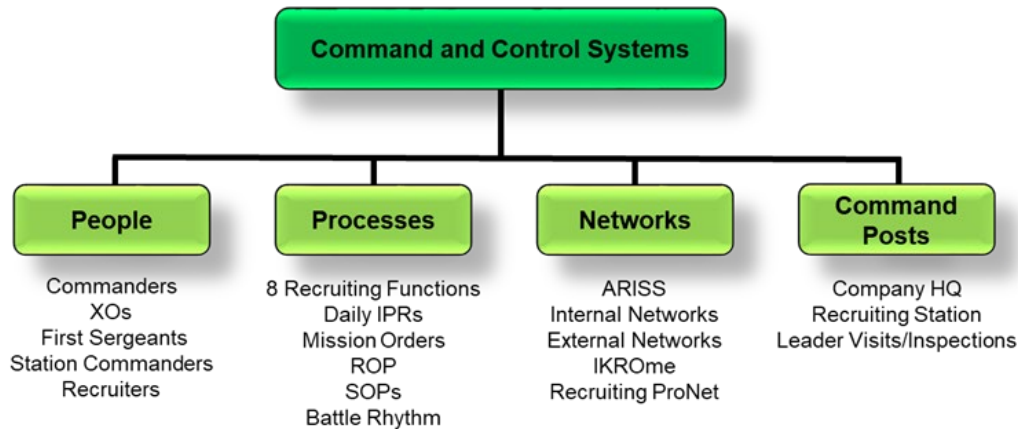 Command and Control Systems
People
Commanders
XOs
First Sergeants
Station Commanders
Recruiters
Processes
8 Recruiting Functions
Daily IPRs
Mission Orders
ROP
SOPs
Battle Rhythm
Networks
ARISS
Internal Networks
External Networks
IKROme
Recruiting ProNet
Command
Posts
Company HQ
Recruiting Station
Leader Visits/Inspections